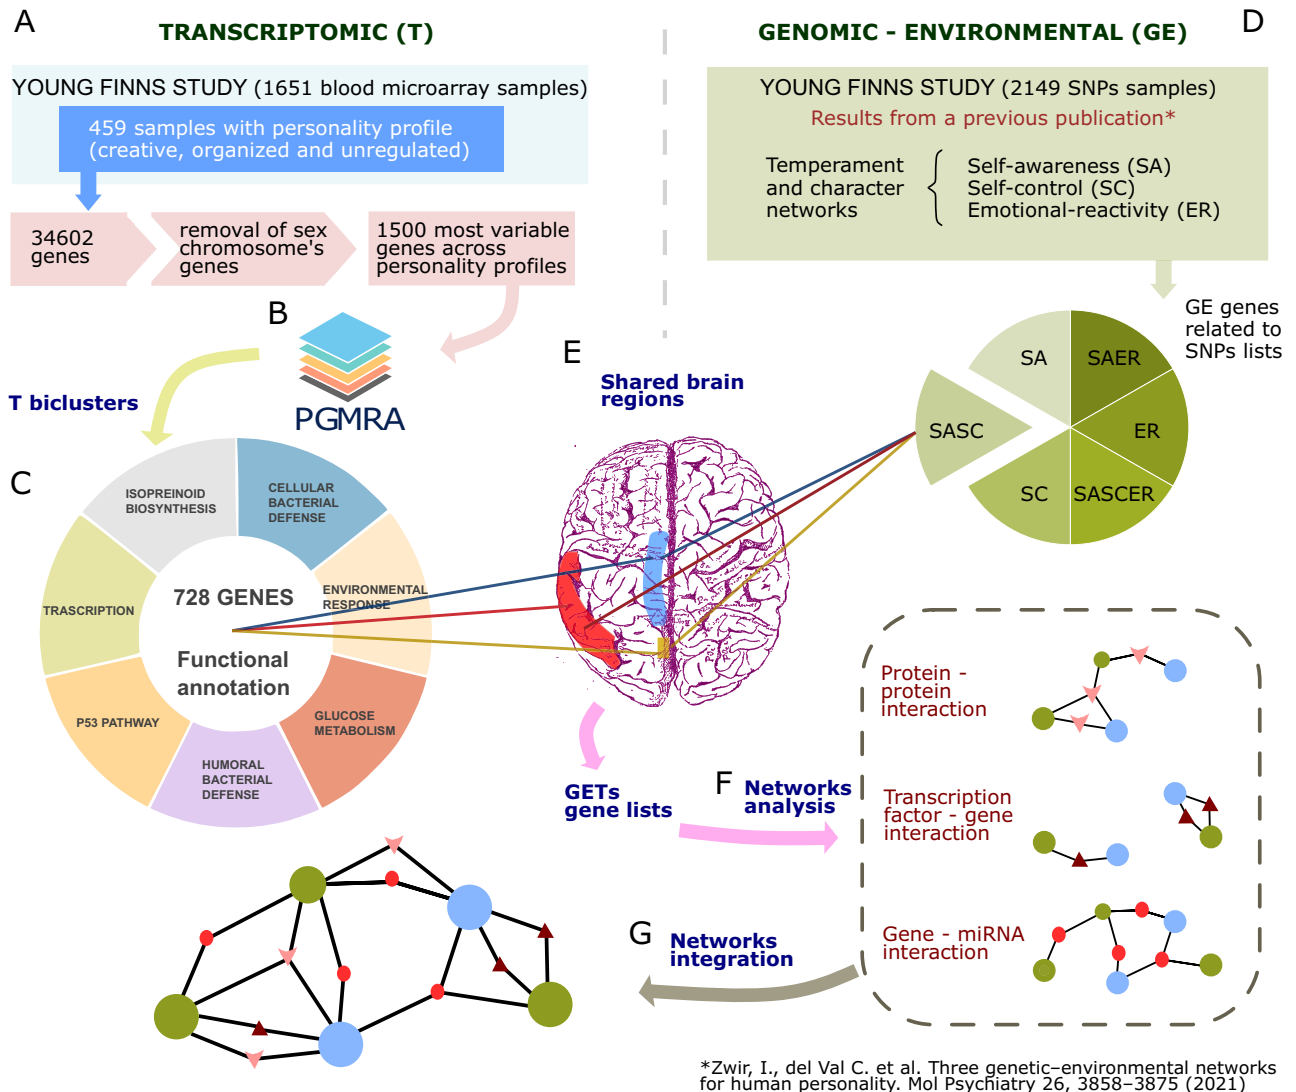 A
TRANSCRIPTOMIC (T)
YOUNG FINNS STUDY (1651 blood microarray samples)
459 samples with personality profile
(creative, organized and unregulated)
34602
genes
removal of sex
chromosome's
genes
1500 most variable
genes across
personality profiles
D
GENOMIC - ENVIRONMENTAL (GE)
YOUNG FINNS STUDY (2149 SNPs samples)
Results from a previous publication*
Temperament
and character
networks
Self-awareness (SA)
Self-control (SC)
Emotional-reactivity (ER)
GE genes
related to
SNPs lists
SA
SAER
SASC
ER
SC
SASCER
B
PGMRA
T biclusters
C
ISOPREINOID
BIOSYNTHESIS
CELLULAR
BACTERIAL
DEFENSE
ENVIRONMENTAL
RESPONSE
TRASCRIPTION
728 GENES
Functional
annotation
P53 PATHWAY
GLUCOSE
METABOLISM
HUMORAL
BACTERIAL
DEFENSE
E
Shared brain
regions
GETs
gene lists
F
Networks
analysis
Protein -
protein
interaction
Transcription
factor - gene
interaction
Gene - miRNA
interaction
G
Networks
integration
*Zwir, I., del Val C. et al. Three genetic–environmental networks
for human personality. Mol Psychiatry 26, 3858–3875 (2021)